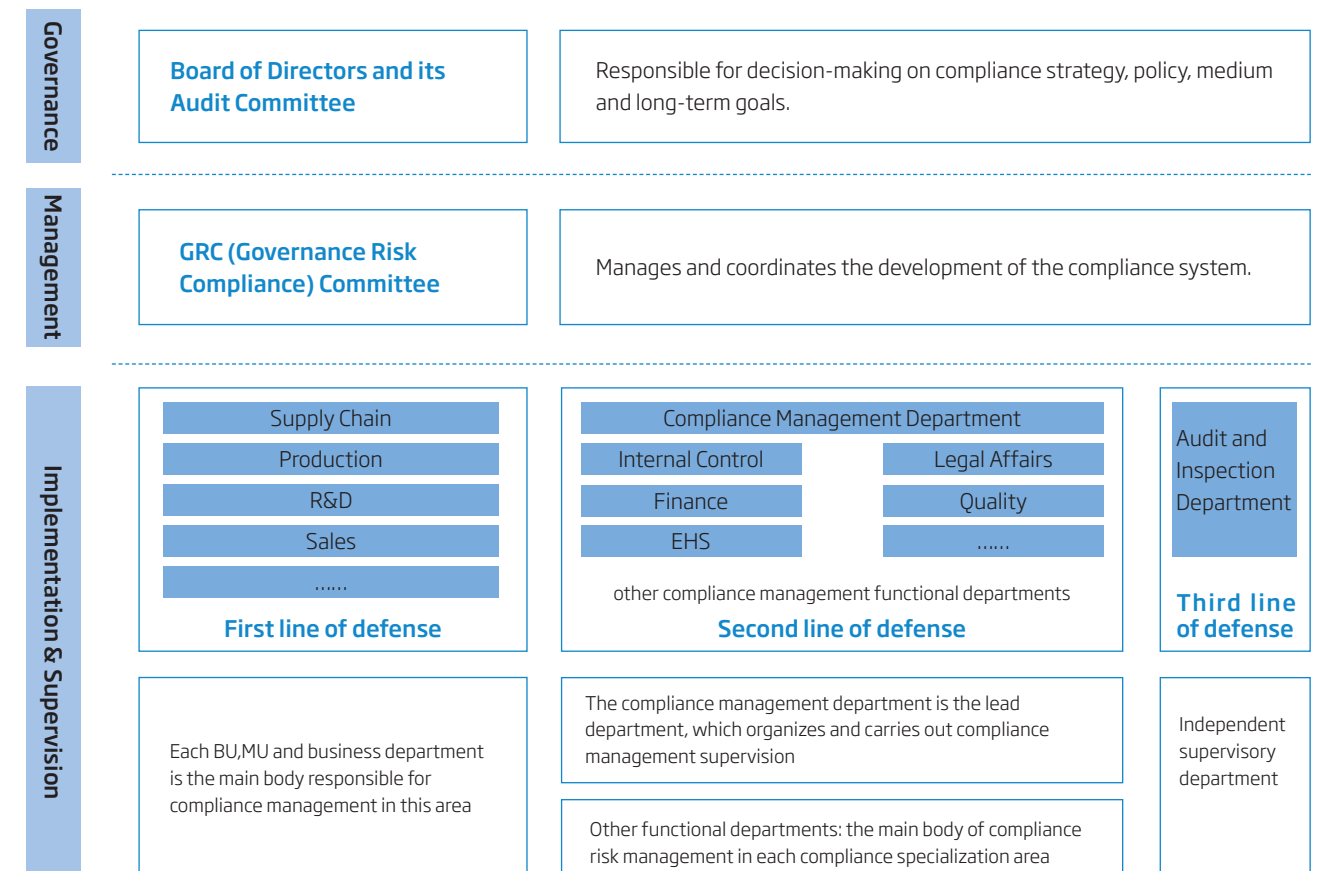 Governance
Board of Directors and its
Audit Committee
Responsible for decision-making on compliance strategy, policy, medium
and long-term goals.
Management
GRC (Governance Risk
Compliance) Committee
Manages and coordinates the development of the compliance system.
Implementation & Supervision
Supply Chain
Production
R&D
Sales
......
First line of defense
Compliance Management Department
Internal Control
Legal Affairs
Finance
Quality
EHS
......
other compliance management functional departments
Second line of defense
Audit and
Inspection
Department
Third line
of defense
Each BU,MU and business department
is the main body responsible for
compliance management in this area
The compliance management department is the lead
department, which organizes and carries out compliance
management supervision
Other functional departments: the main body of compliance
risk management in each compliance specialization area
Independent
supervisory
department